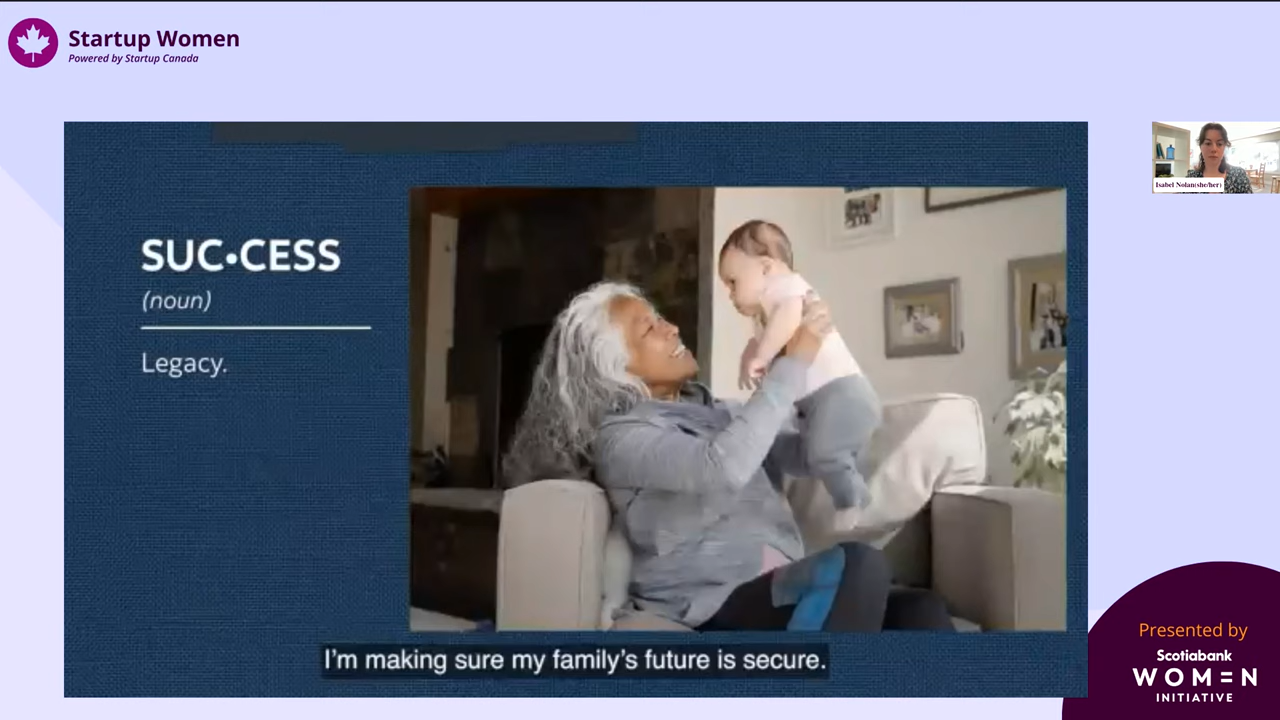 Startup Women
Powered by Startup Canada
SUC•CESS
(noun)
Legacy.
I'm making sure my family's future is secure.
Isabel Nolan(she/her)
Presented by
Scotiabank
WOMEN
INITIATIVE